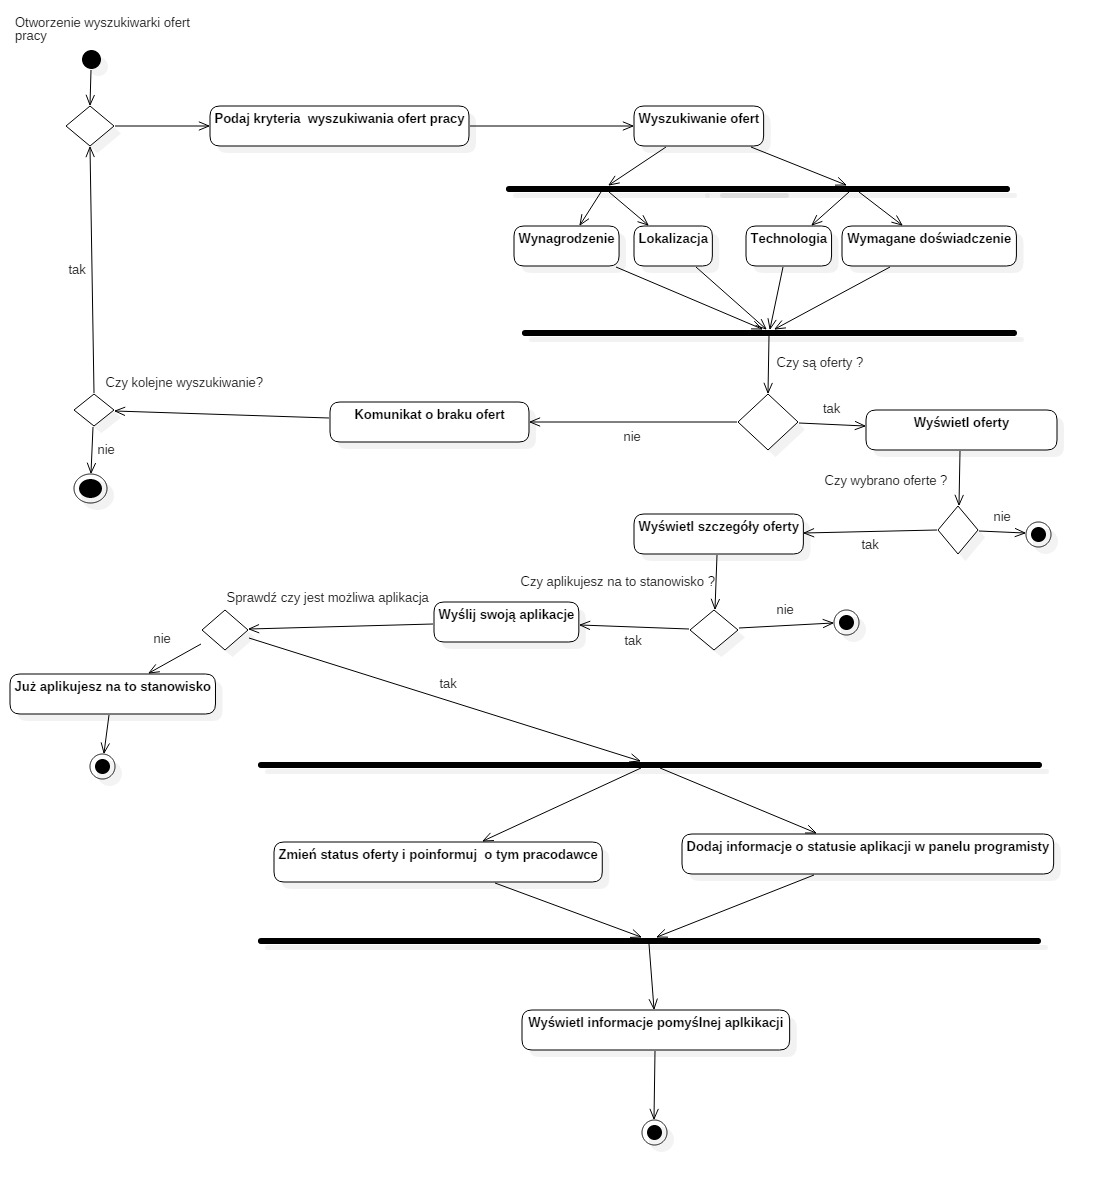 Otworzenie wyszukiwarki ofert
pracy
Podaj kryteria  wyszukiwania ofert pracy
Wyszukiwanie ofert
Wynagrodzenie
Lokalizacja
Technologia
Wymagane doświadczenie
tak
Czy są oferty ?
Czy kolejne wyszukiwanie?
Komunikat o braku ofert
nie
tak
Wyświetl oferty
nie
Czy wybrano oferte ?
Wyświetl szczegóły oferty
tak
nie
Czy aplikujesz na to stanowisko ?
Sprawdź czy jest możliwa aplikacja
Wyślij swoją aplikacje
tak
nie
nie
Już aplikujesz na to stanowisko
tak
Zmień status oferty i poinformuj  o tym pracodawce
Dodaj informacje o statusie aplikacji w panelu programisty
Wyświetl informacje pomyślnej aplkikacji